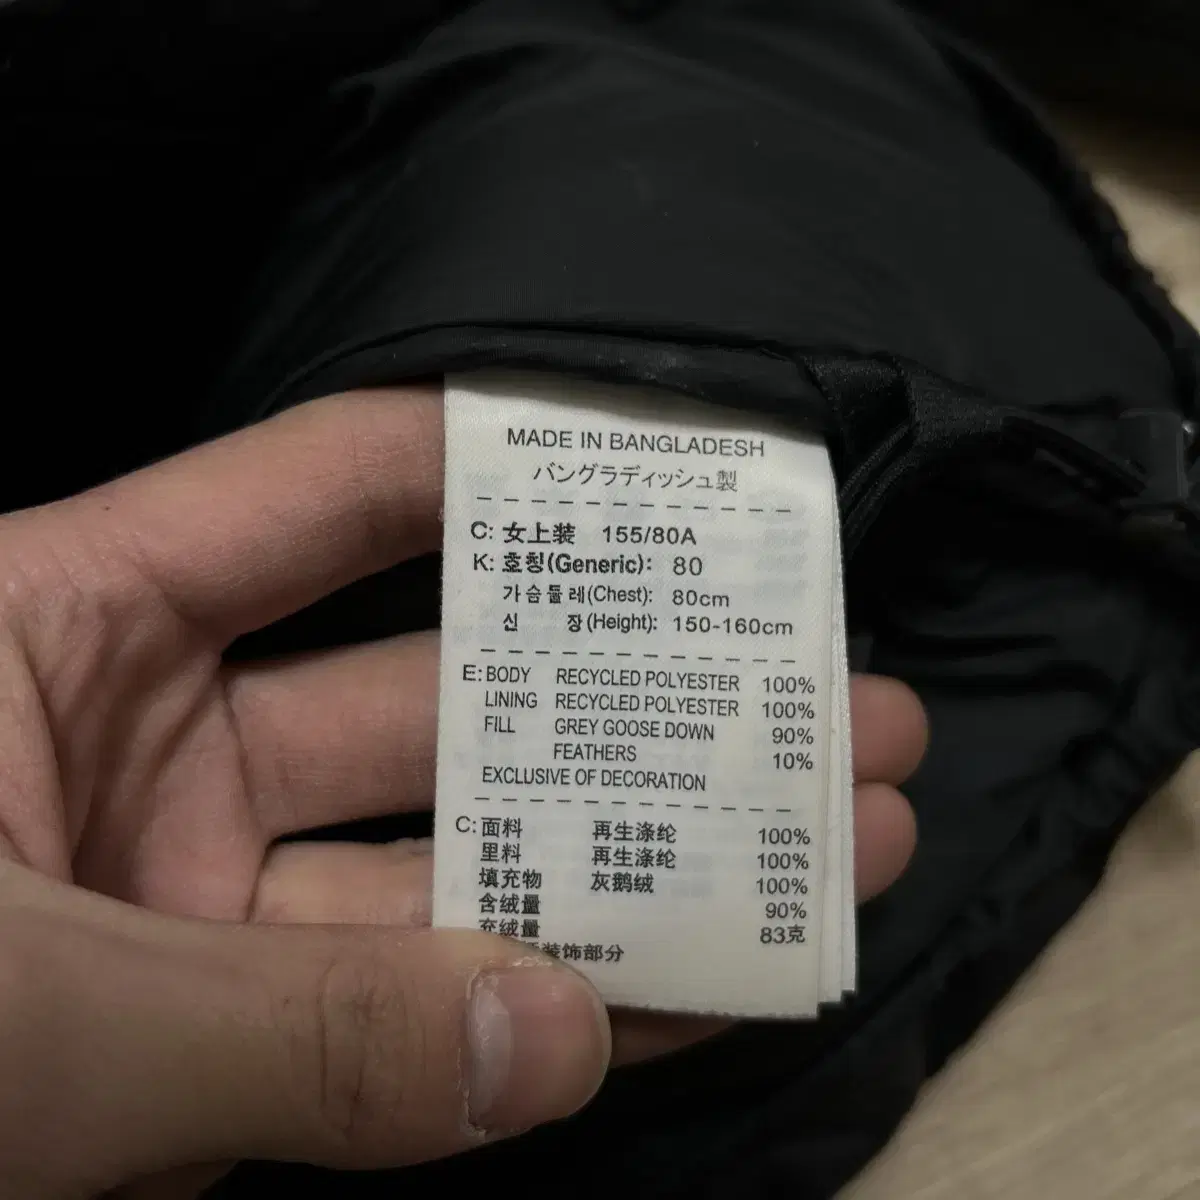 MADE IN BANGLADESH
バングラディッシュ製
C: 女上装 155/80A
K: 호칭(Generic): 80
가슴둘레(Chest): 80cm
신 장(Height): 150-160cm
E: BODY RECYCLED POLYESTER 100%
LINING RECYCLED POLYESTER 100%
FILL GREY GOOSE DOWN 90%
FEATHERS 10%
EXCLUSIVE OF DECORATION
C: 面料 再生涤纶 100%
里料 再生涤纶 100%
填充物 灰鹅绒 100%
含绒量 90%
充绒量 83克
装饰部分